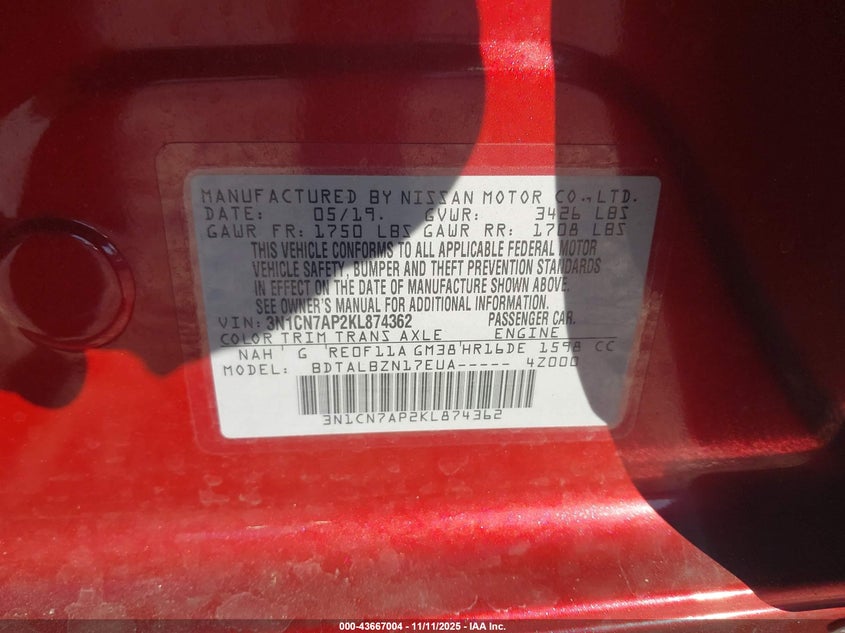 MANUFACTURED BY NISSAN MOTOR CO., LTD.
DATE: 05/19. GVWR: 3426 LBS
GAWR FR: 1750 LBS GAWR RR: 1708 LBS
THIS VEHICLE CONFORMS TO ALL APPLICABLE FEDERAL MOTOR
VEHICLE SAFETY, BUMPER AND THEFT PREVENTION STANDARDS
IN EFFECT ON THE DATE OF MANUFACTURE SHOWN ABOVE.
SEE OWNER'S MANUAL FOR ADDITIONAL INFORMATION.
VIN: 3N1CN7AP2KL874362 PASSENGER CAR.
COLOR TRIM TRANS AXLE ENGINE
NAH' G 'RE0F11A GM38'HR16DE 1598 CC
MODEL: BDTALBZN17EUA----- 4Z000
3N1CN7AP2KL874362
000-43667004 - 11/11/2025 - IAA Inc.